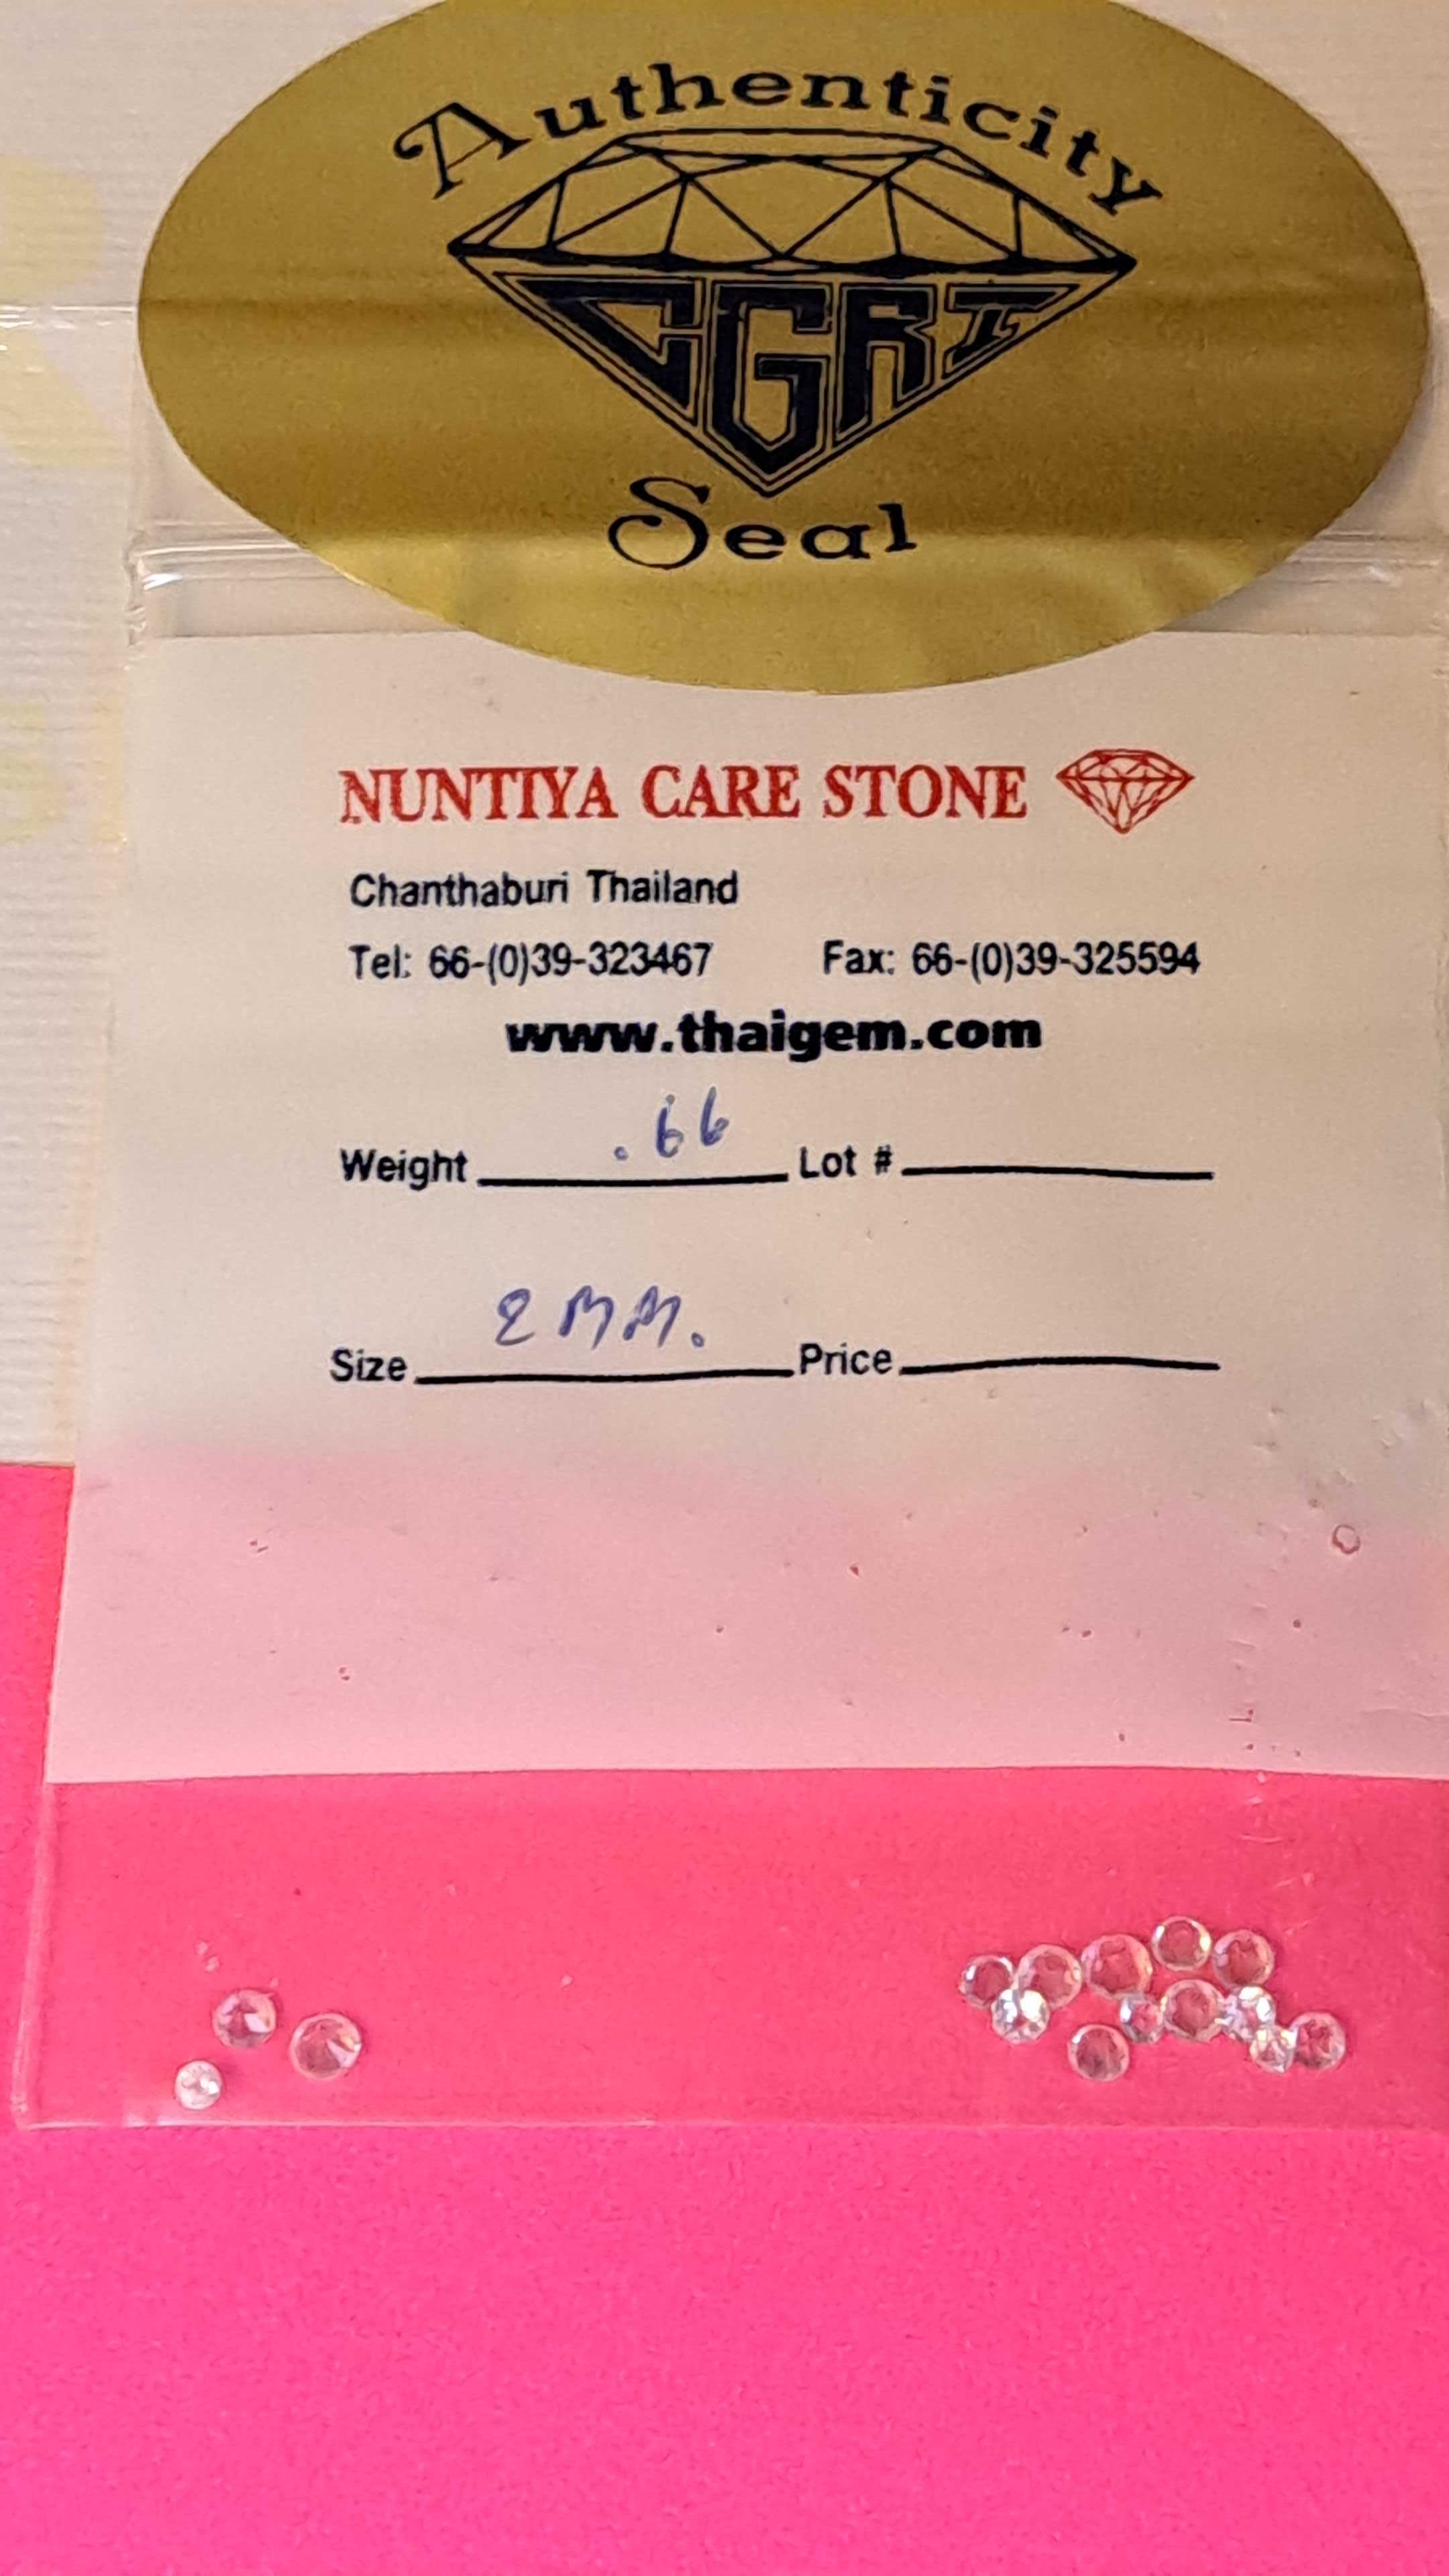 Authenticity
CGRI
Seal
NUNTIYA CARE STONE
Chanthaburi Thailand
Tel: 66-(0)39-323467 Fax: 66-(0)39-325594
www.thaigem.com
Weight .66 Lot #
Size 2 MM. Price